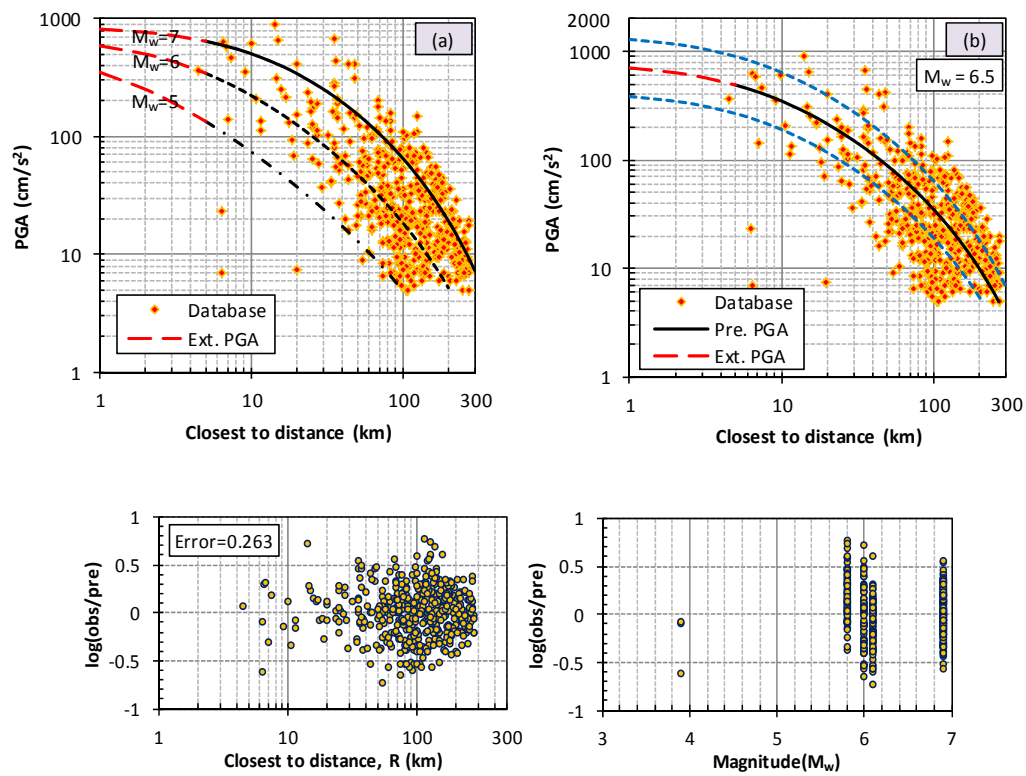 1000
100
10
1
PGA (cm/s²)
(a)
Mw=7
Mw=6
Mw=5
Database
Ext. PGA
1 10 100 300
Closest to distance (km)
2000
1000
100
10
1
PGA (cm/s²)
(b)
Mw = 6.5
Database
Pre. PGA
Ext. PGA
1 10 100 300
Closest to distance (km)
1
0.5
0
-0.5
-1
log(obs/pre)
Error=0.263
1 10 100 300
Closest to distance, R (km)
1
0.5
0
-0.5
-1
log(obs/pre)
3 4 5 6 7
Magnitude(Mw)